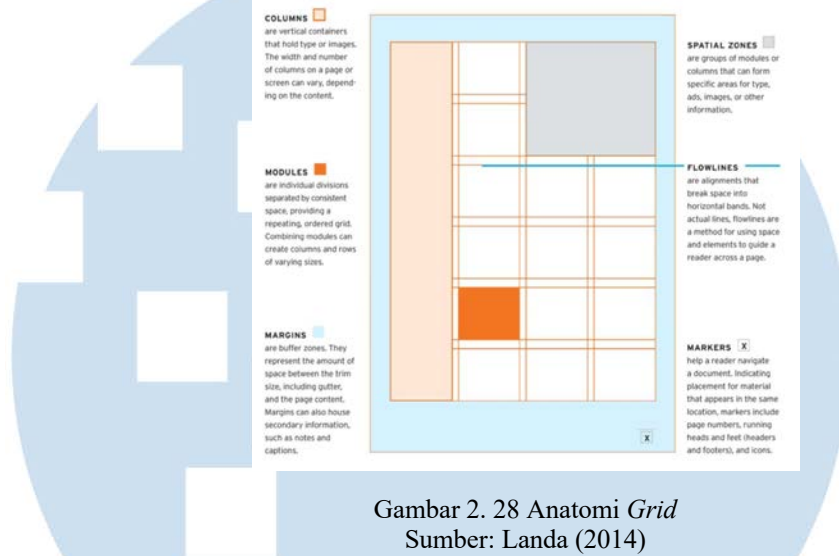 COLUMNS
are vertical containers
that hold type or images.
The width and number
of columns on a page or
screen can vary, depend-
ing on the content.
MODULES
are individual divisions
separated by consistent
space, providing a
repeating, ordered grid.
Combining modules can
create columns and rows
of varying sizes.
MARGINS
are buffer zones. They
represent the amount of
space between the trim
size, including gutter,
and the page content.
Margins can also house
secondary information,
such as notes and
captions.
X
SPATIAL ZONES
are groups of modules or
columns that can form
specific areas for type,
ads, images, or other
information.
FLOWLINES
are alignments that
break space into
horizontal bands. Not
actual lines, flowlines are
a method for using space
and elements to guide a
reader across a page.
MARKERS X
help a reader navigate
a document. Indicating
placement for material
that appears in the same
location, markers include
page numbers, running
heads and feet (headers
and footers), and icons.
Gambar 2. 28 Anatomi Grid
Sumber: Landa (2014)